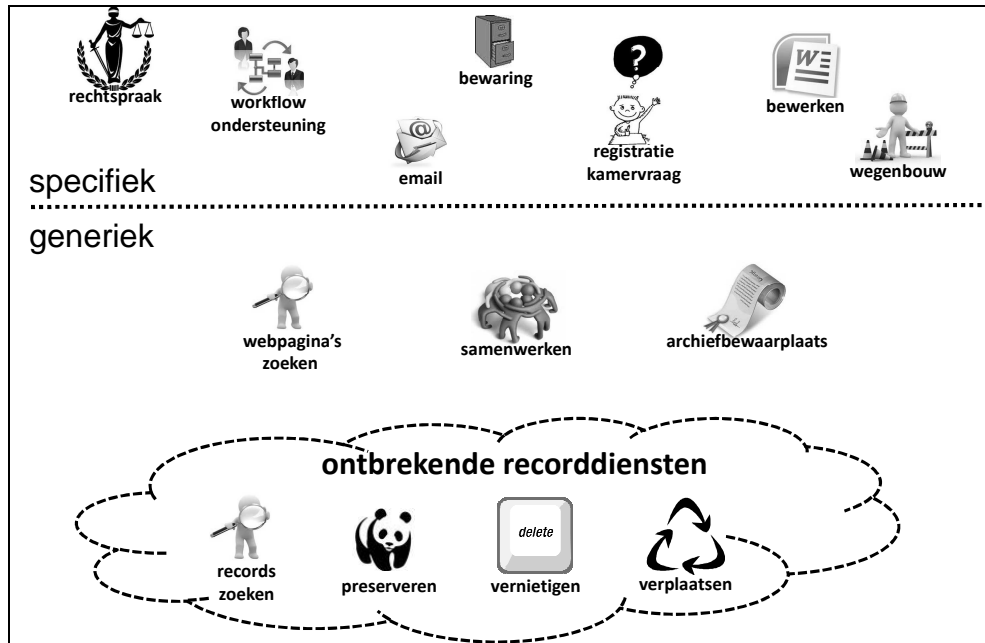 rechtspraak
workflow
ondersteuning
email
bewaring
?
registratie
kamervraag
W
bewerken
wegenbouw
@
specifiek
generiek
webpagina's
zoeken
samenwerken
archiefbewaarplaats
ontbrekende recorddiensten
records
zoeken
preserveren
delete
vernietigen
verplaatsen